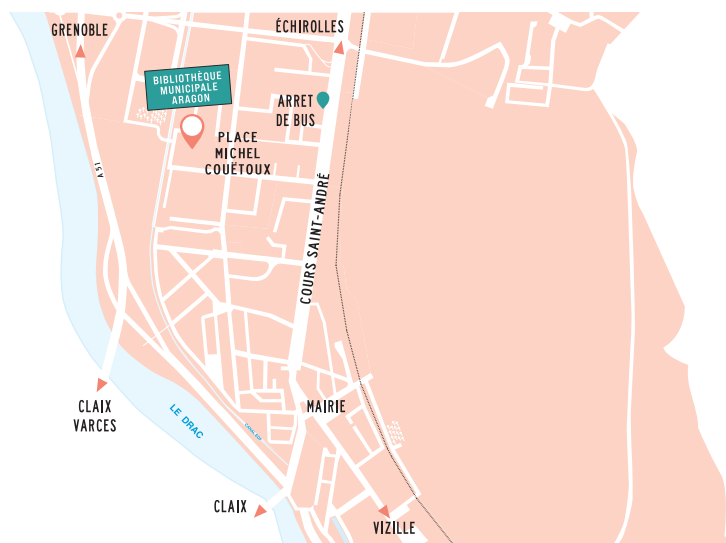 GRENOBLE
ÉCHIROLLES
BIBLIOTHÈQUE
MUNICIPALE
ARAGON
ARRET
DE BUS
PLACE
MICHEL
COUËTOUX
A51
COURS SAINT-ANDRÉ
CLAIX
VARCES
LE DRAC
MAIRIE
CLAIX
VIZILLE